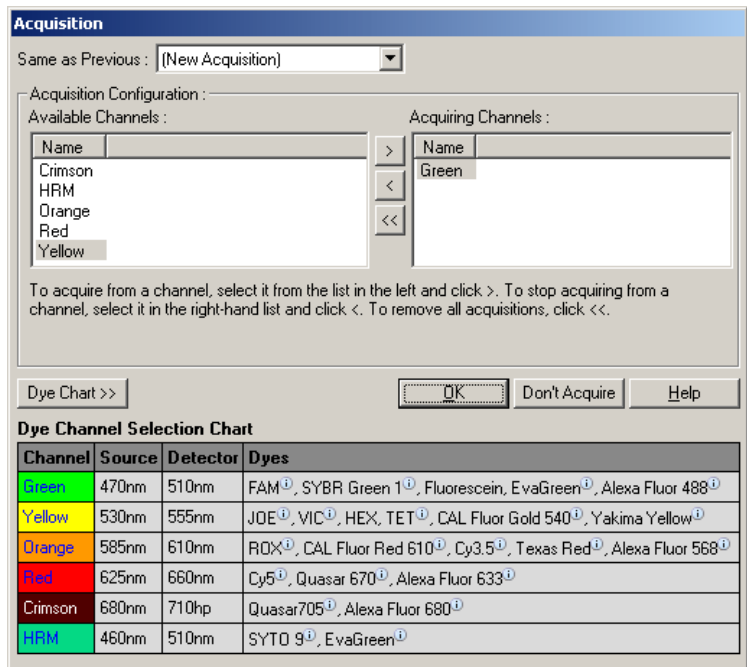 Acquisition
Same as Previous : (New Acquisition)
Acquisition Configuration :
Available Channels : Acquiring Channels :
Name > Name
Crimson Green
HRM <
Orange
Red <<
Yellow
To acquire from a channel, select it from the list in the left and click >. To stop acquiring from a
channel, select it in the right-hand list and click <. To remove all acquisitions, click <<.
Dye Chart >> OK Don't Acquire Help
Dye Channel Selection Chart
Channel Source Detector Dyes
Green 470nm 510nm FAM i, SYBR Green 1 i, Fluorescein, EvaGreen i, Alexa Fluor 488 i
Yellow 530nm 555nm JOE i, VIC i, HEX, TET i, CAL Fluor Gold 540 i, Yakima Yellow i
Orange 585nm 610nm ROX i, CAL Fluor Red 610 i, Cy3.5 i, Texas Red i, Alexa Fluor 568 i
Red 625nm 660nm Cy5 i, Quasar 670 i, Alexa Fluor 633 i
Crimson 680nm 710hp Quasar705 i, Alexa Fluor 680 i
HRM 460nm 510nm SYTO 9 i, EvaGreen i